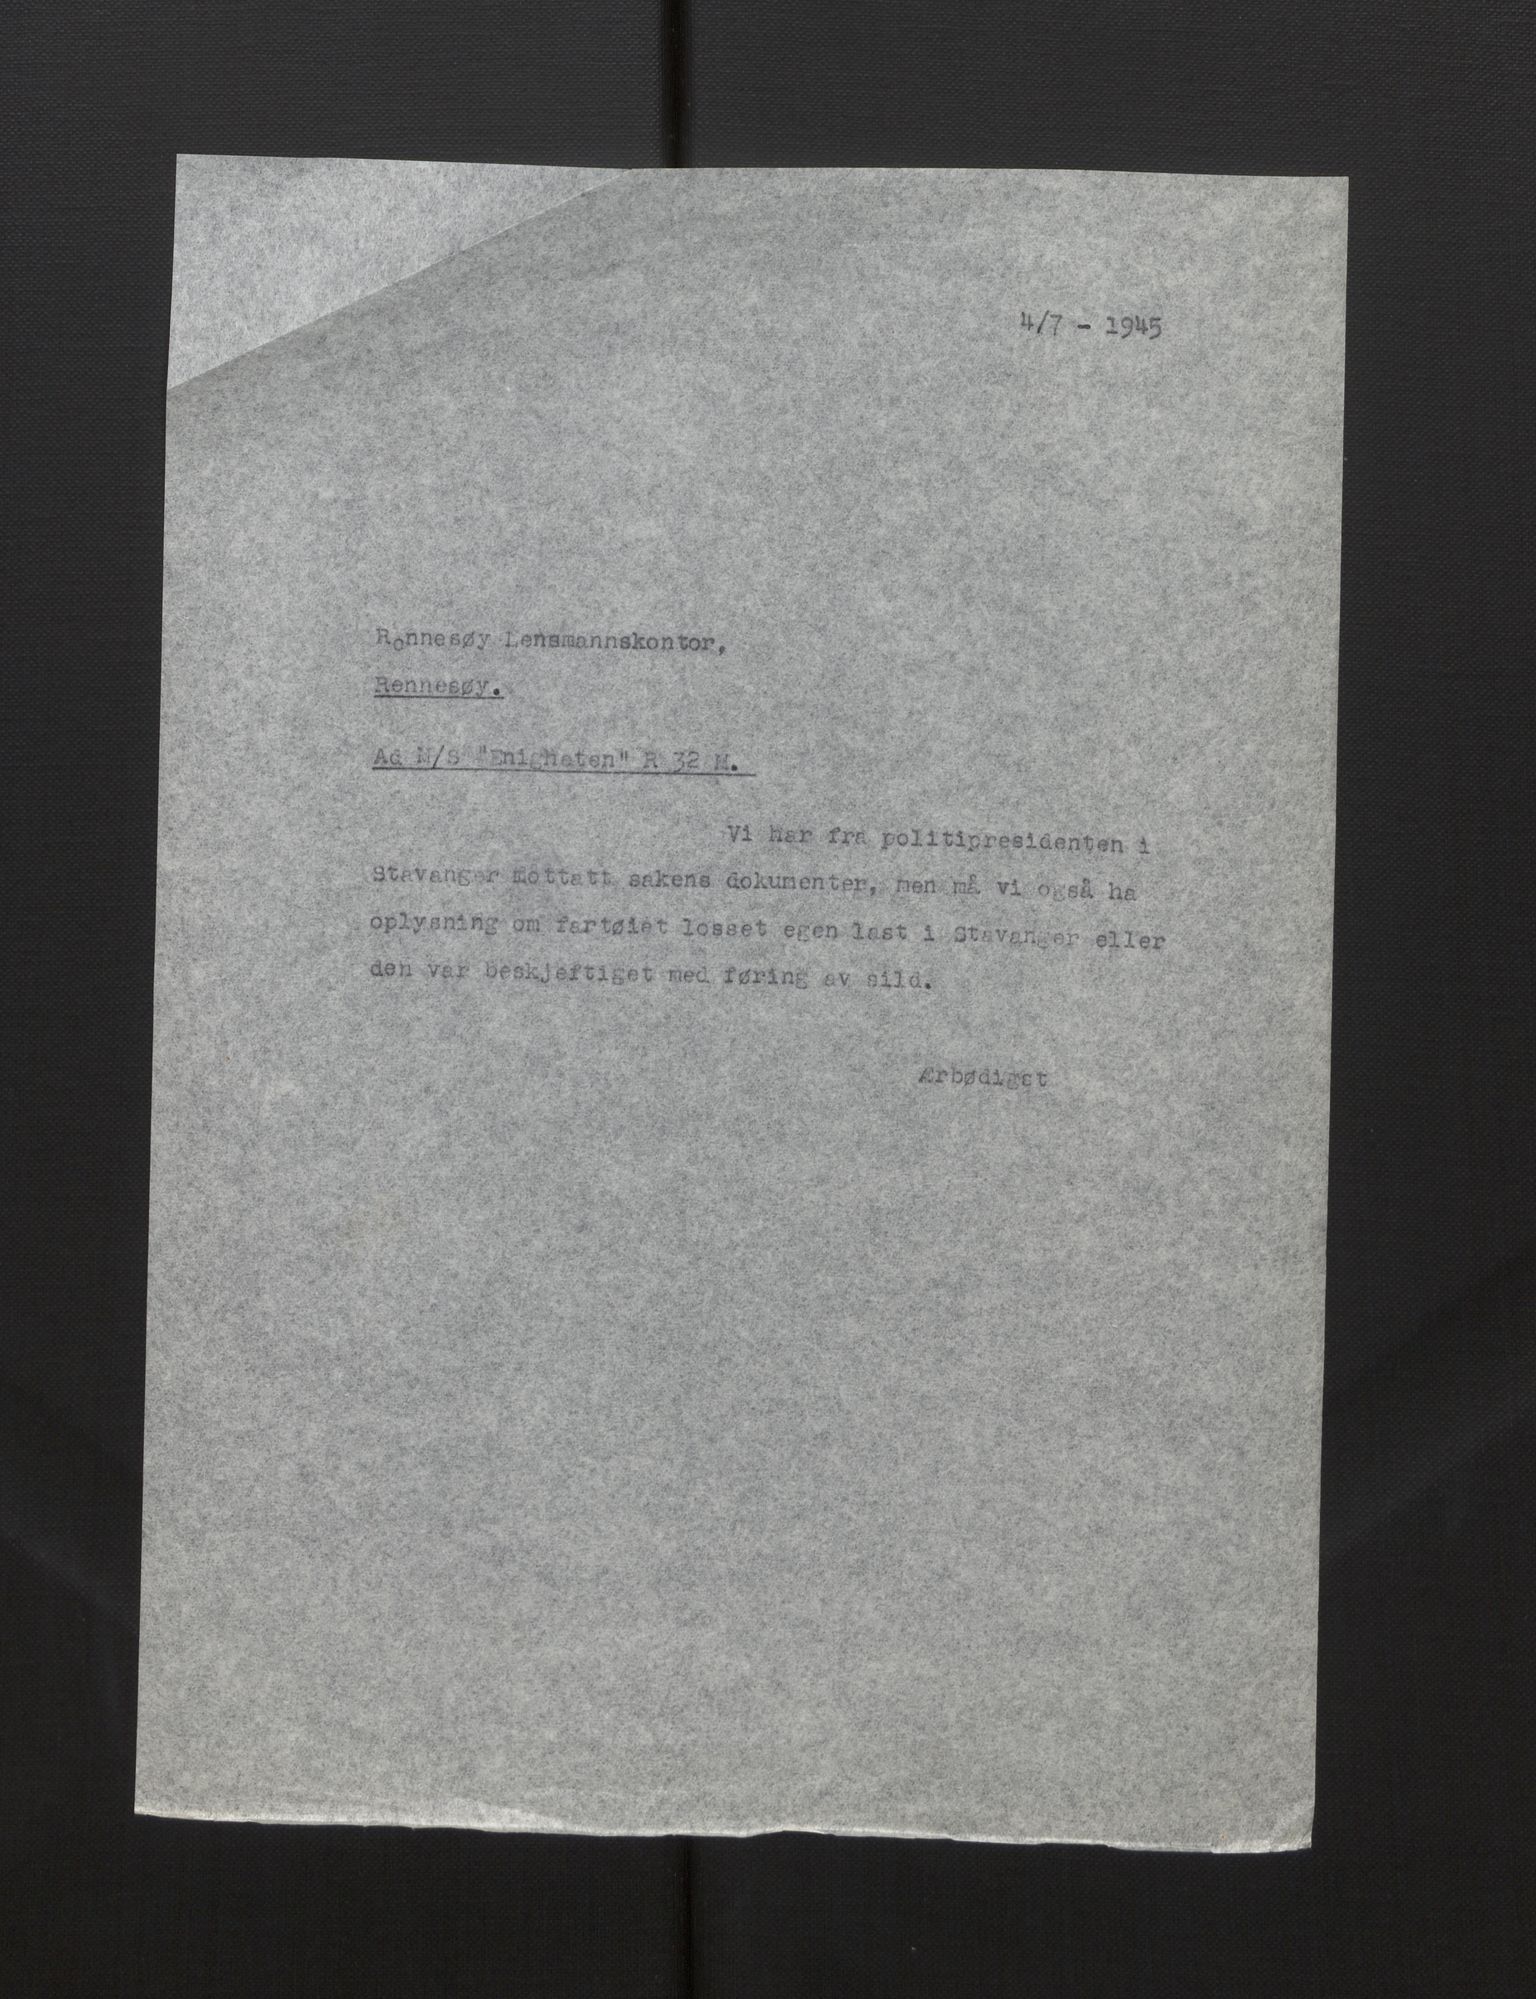 4/7 - 1945
Ronnesøy Lensmannskontor,
Rennesøy.
Ad M/S "Enigheten" R 32 M.
Vi har fra politipresidenten i
Stavanger mottatt sakens dokumenter, men må vi også ha
oplysning om fartøiet losset egen last i Stavanger eller
den var beskjeftiget med føring av sild.
Ærbødigst